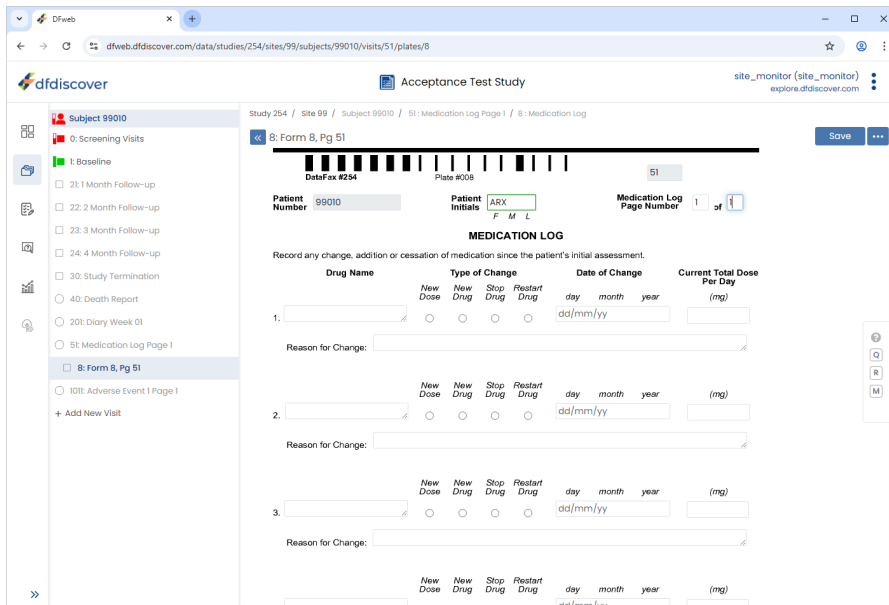 DFweb
dfweb.dfdiscover.com/data/studies/254/sites/99/subjects/99010/visits/51/plates/8
dfdiscover
Acceptance Test Study
site_monitor (site_monitor)
explore.dfdiscover.com
Subject 99010
0: Screening Visits
1: Baseline
21: 1 Month Follow-up
22: 2 Month Follow-up
23: 3 Month Follow-up
24: 4 Month Follow-up
30: Study Termination
40: Death Report
201: Diary Week 01
51: Medication Log Page 1
8: Form 8, Pg 51
1011: Adverse Event 1 Page 1
+ Add New Visit
Study 254 / Site 99 / Subject 99010 / 51 : Medication Log Page 1 / 8 : Medication Log
8: Form 8, Pg 51
Save
DataFax #254 Plate #008 51
Patient Number 99010 Patient Initials ARX Medication Log Page Number 1 of 1
F M L
MEDICATION LOG
Record any change, addition or cessation of medication since the patient's initial assessment.
Drug Name Type of Change Date of Change Current Total Dose Per Day
New Dose New Drug Stop Drug Restart Drug day month year (mg)
1. dd/mm/yy
Reason for Change:
New Dose New Drug Stop Drug Restart Drug day month year (mg)
2. dd/mm/yy
Reason for Change:
New Dose New Drug Stop Drug Restart Drug day month year (mg)
3. dd/mm/yy
Reason for Change:
New Dose New Drug Stop Drug Restart Drug day month year (mg)
dd/mm/yy
?
Q
R
M